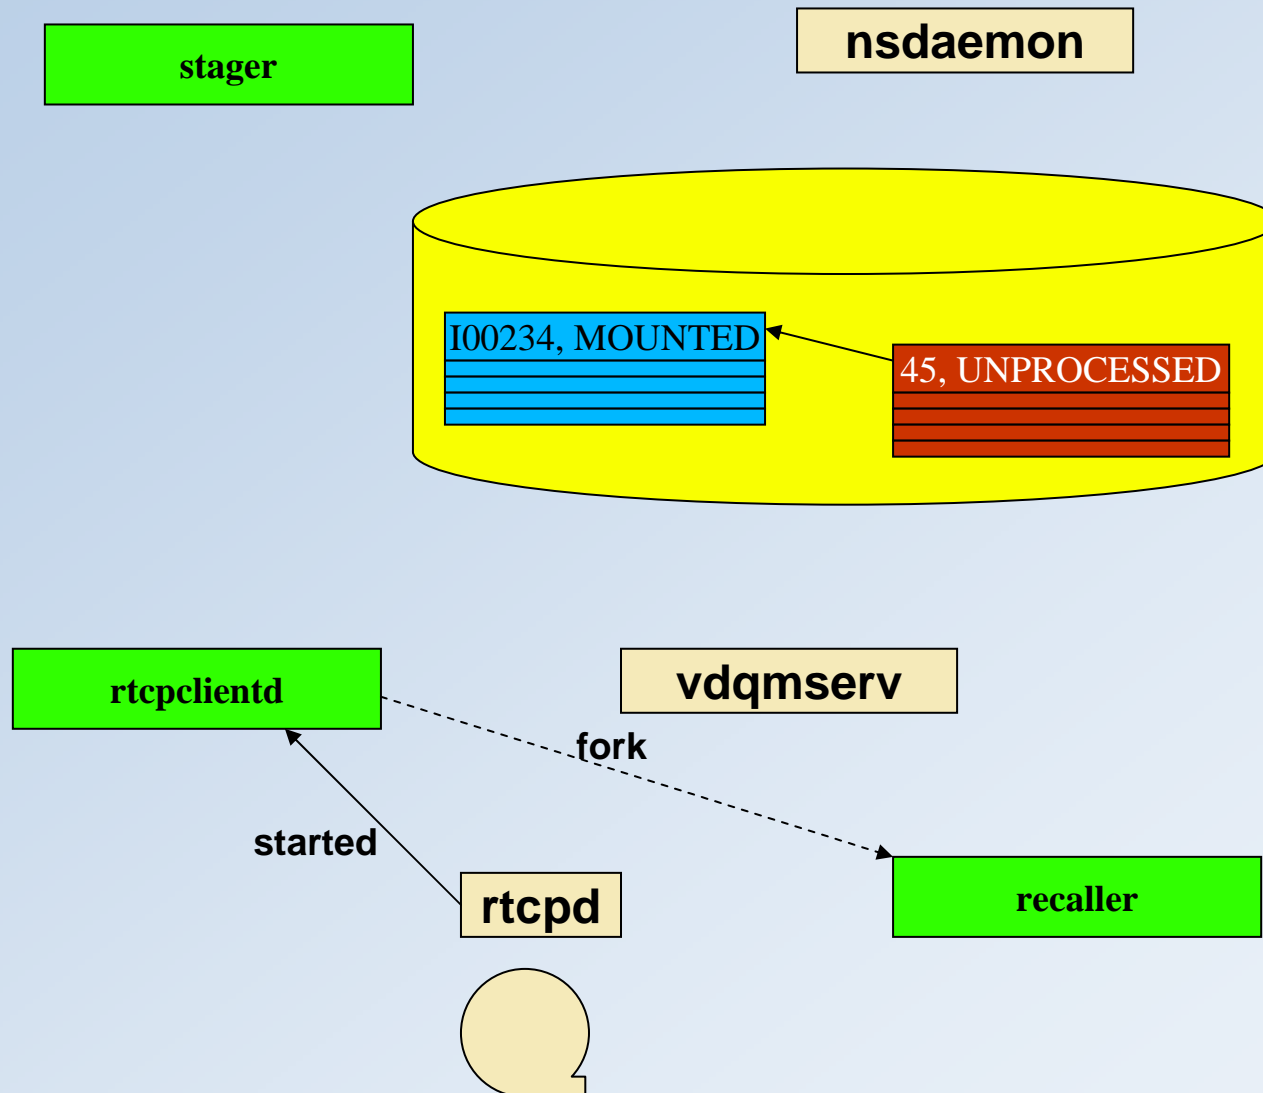 stager
nsdaemon
I00234, MOUNTED
45, UNPROCESSED
rtcpclientd
vdqmserv
fork
started
rtcpd
recaller